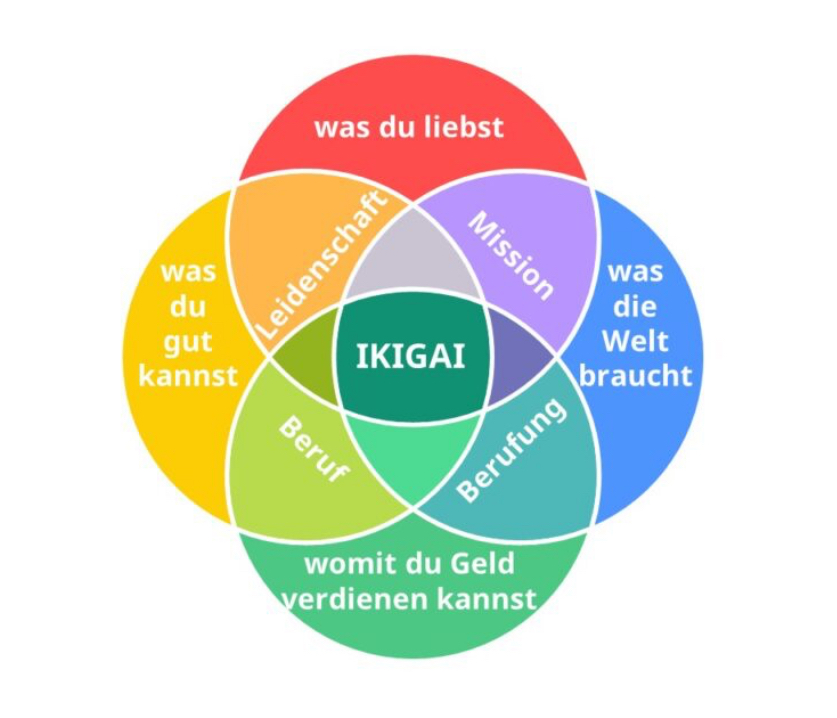 was du liebst
Leidenschaft
Mission
was
du
gut
kannst
was
die
Welt
braucht
IKIGAI
Beruf
Berufung
womit du Geld
verdienen kannst